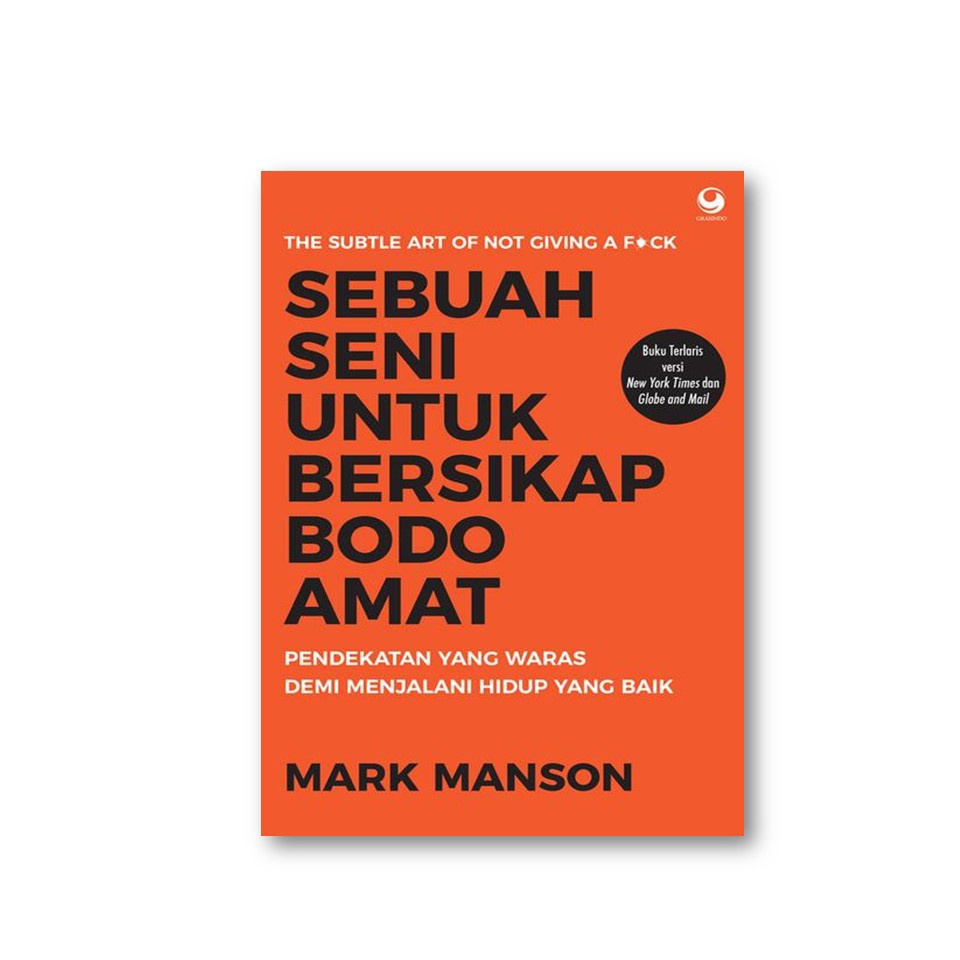 GRASINDO
THE SUBTLE ART OF NOT GIVING A F*CK
SEBUAH
SENI
UNTUK
BERSIKAP
BODO
AMAT
Buku Terlaris
versi
New York Times dan
Globe and Mail
PENDEKATAN YANG WARAS
DEMI MENJALANI HIDUP YANG BAIK
MARK MANSON